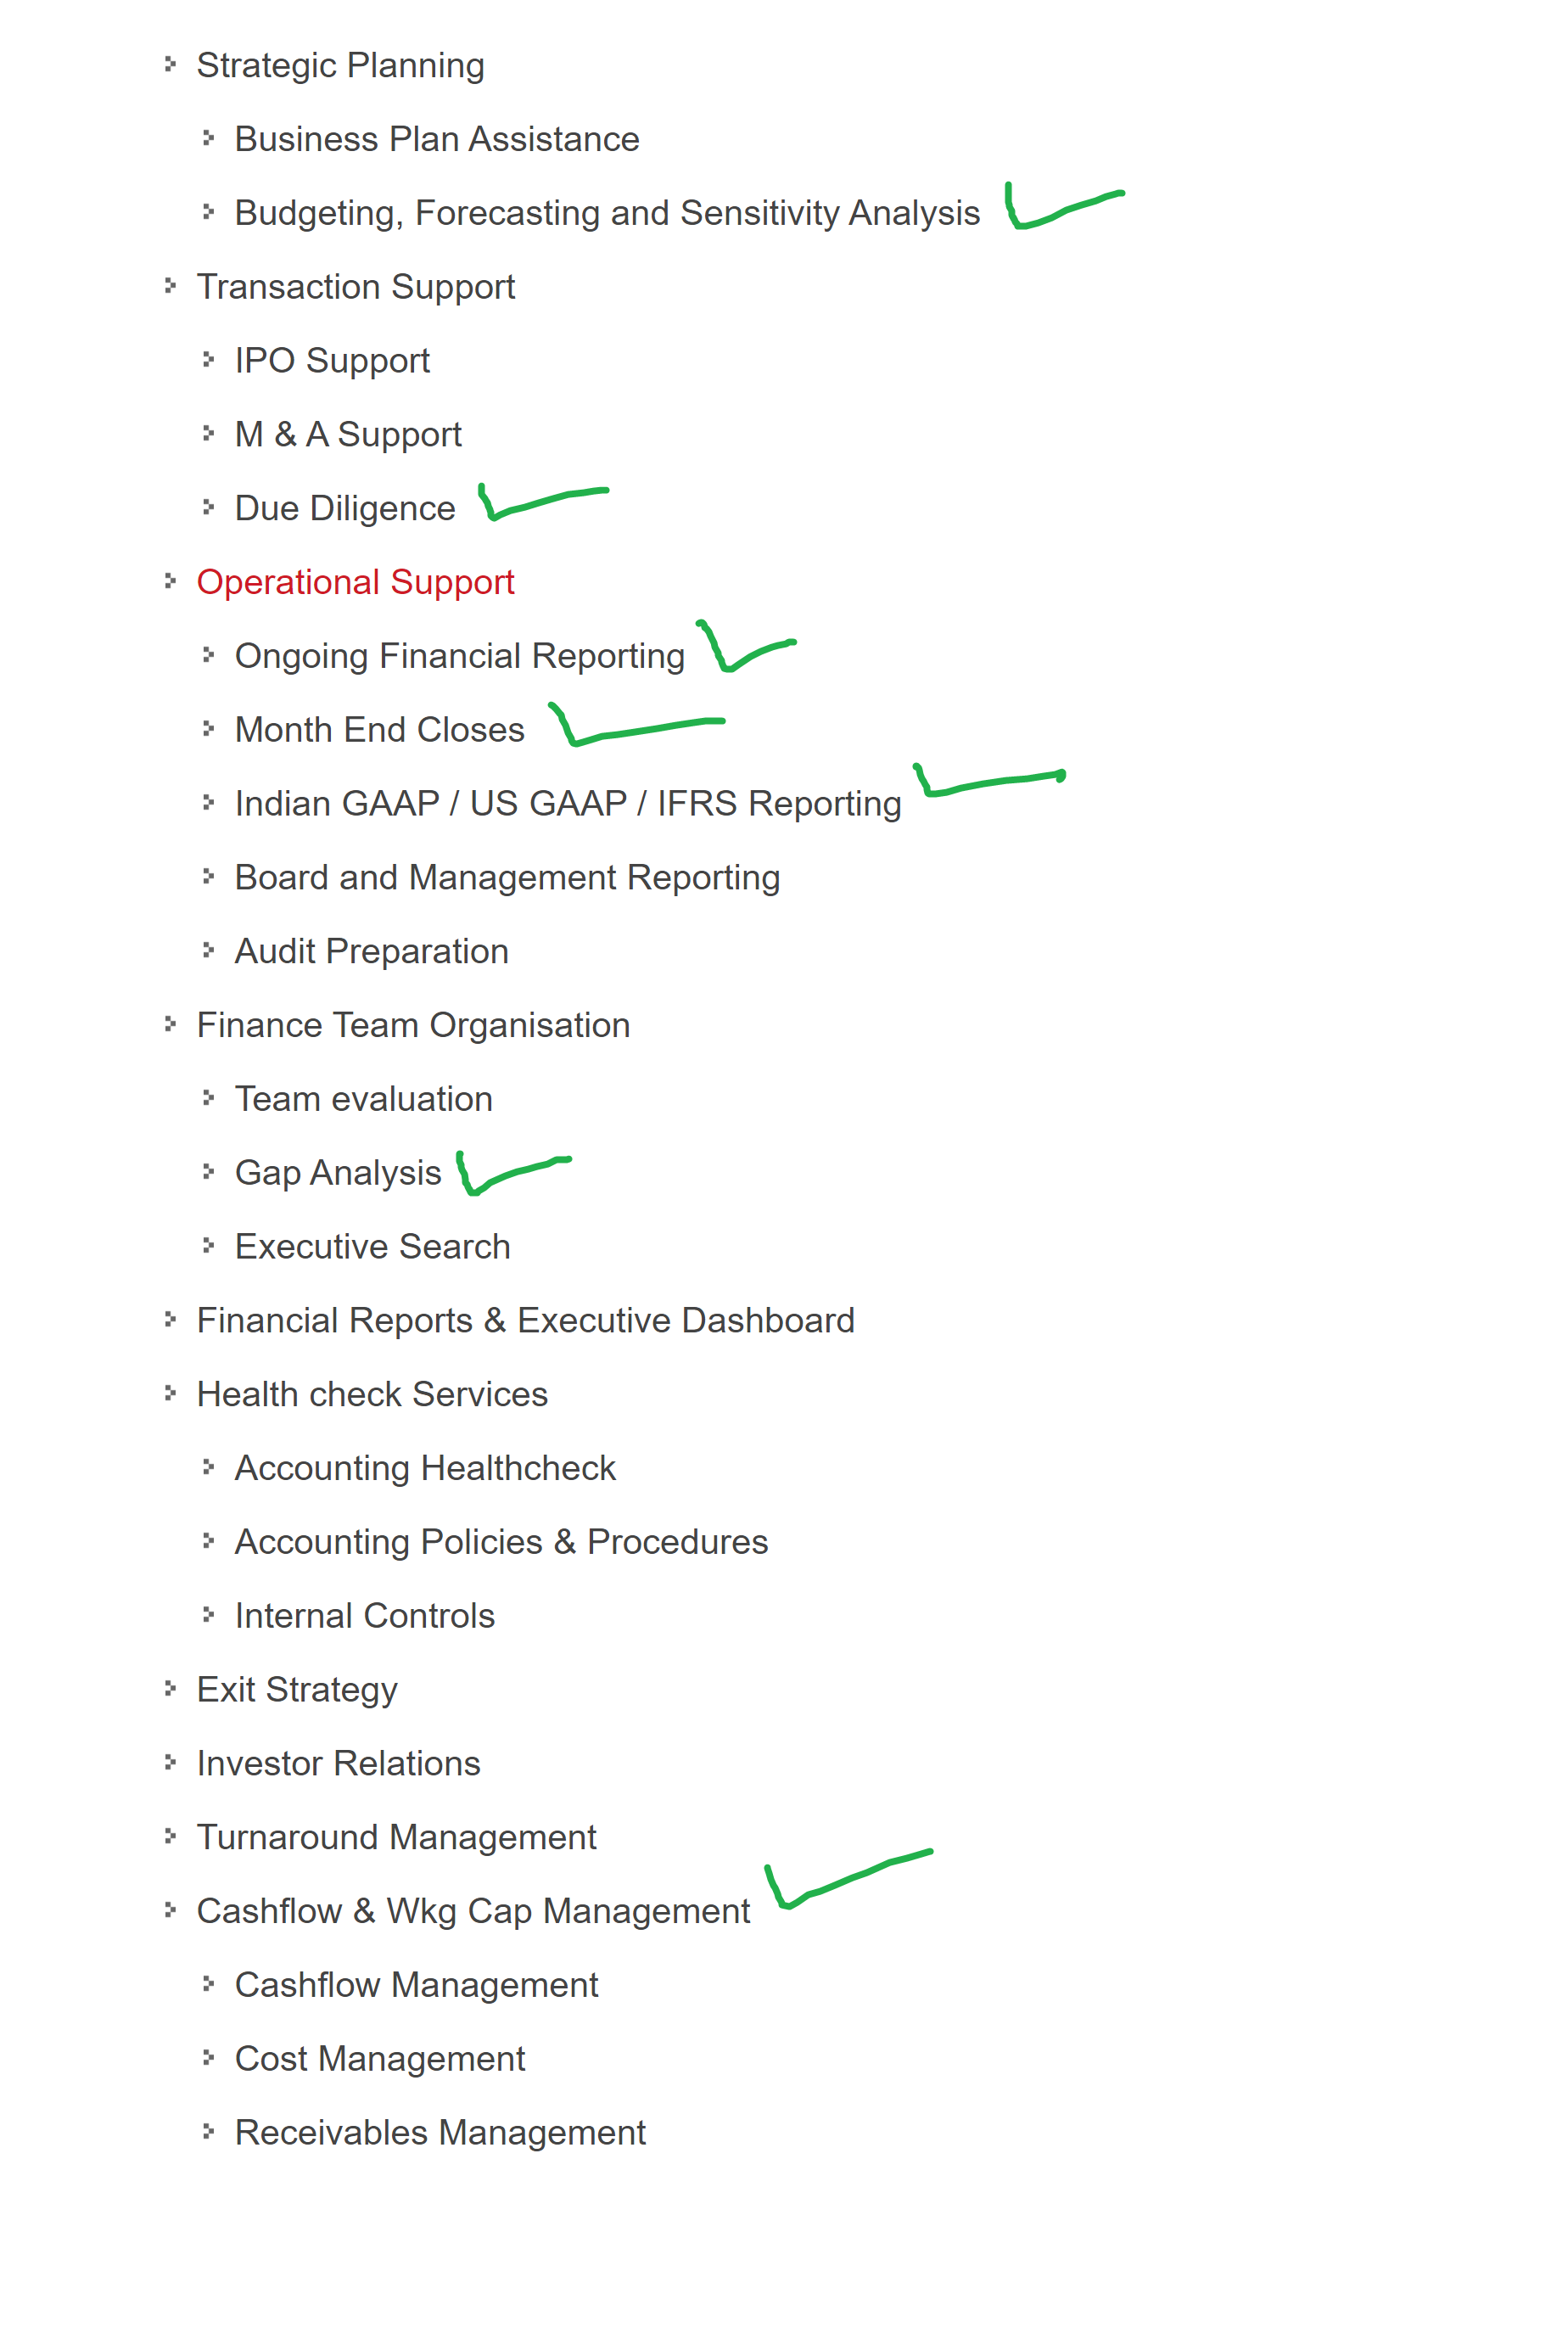 Strategic Planning
Business Plan Assistance
Budgeting, Forecasting and Sensitivity Analysis
Transaction Support
IPO Support
M & A Support
Due Diligence
Operational Support
Ongoing Financial Reporting
Month End Closes
Indian GAAP / US GAAP / IFRS Reporting
Board and Management Reporting
Audit Preparation
Finance Team Organisation
Team evaluation
Gap Analysis
Executive Search
Financial Reports & Executive Dashboard
Health check Services
Accounting Healthcheck
Accounting Policies & Procedures
Internal Controls
Exit Strategy
Investor Relations
Turnaround Management
Cashflow & Wkg Cap Management
Cashflow Management
Cost Management
Receivables Management